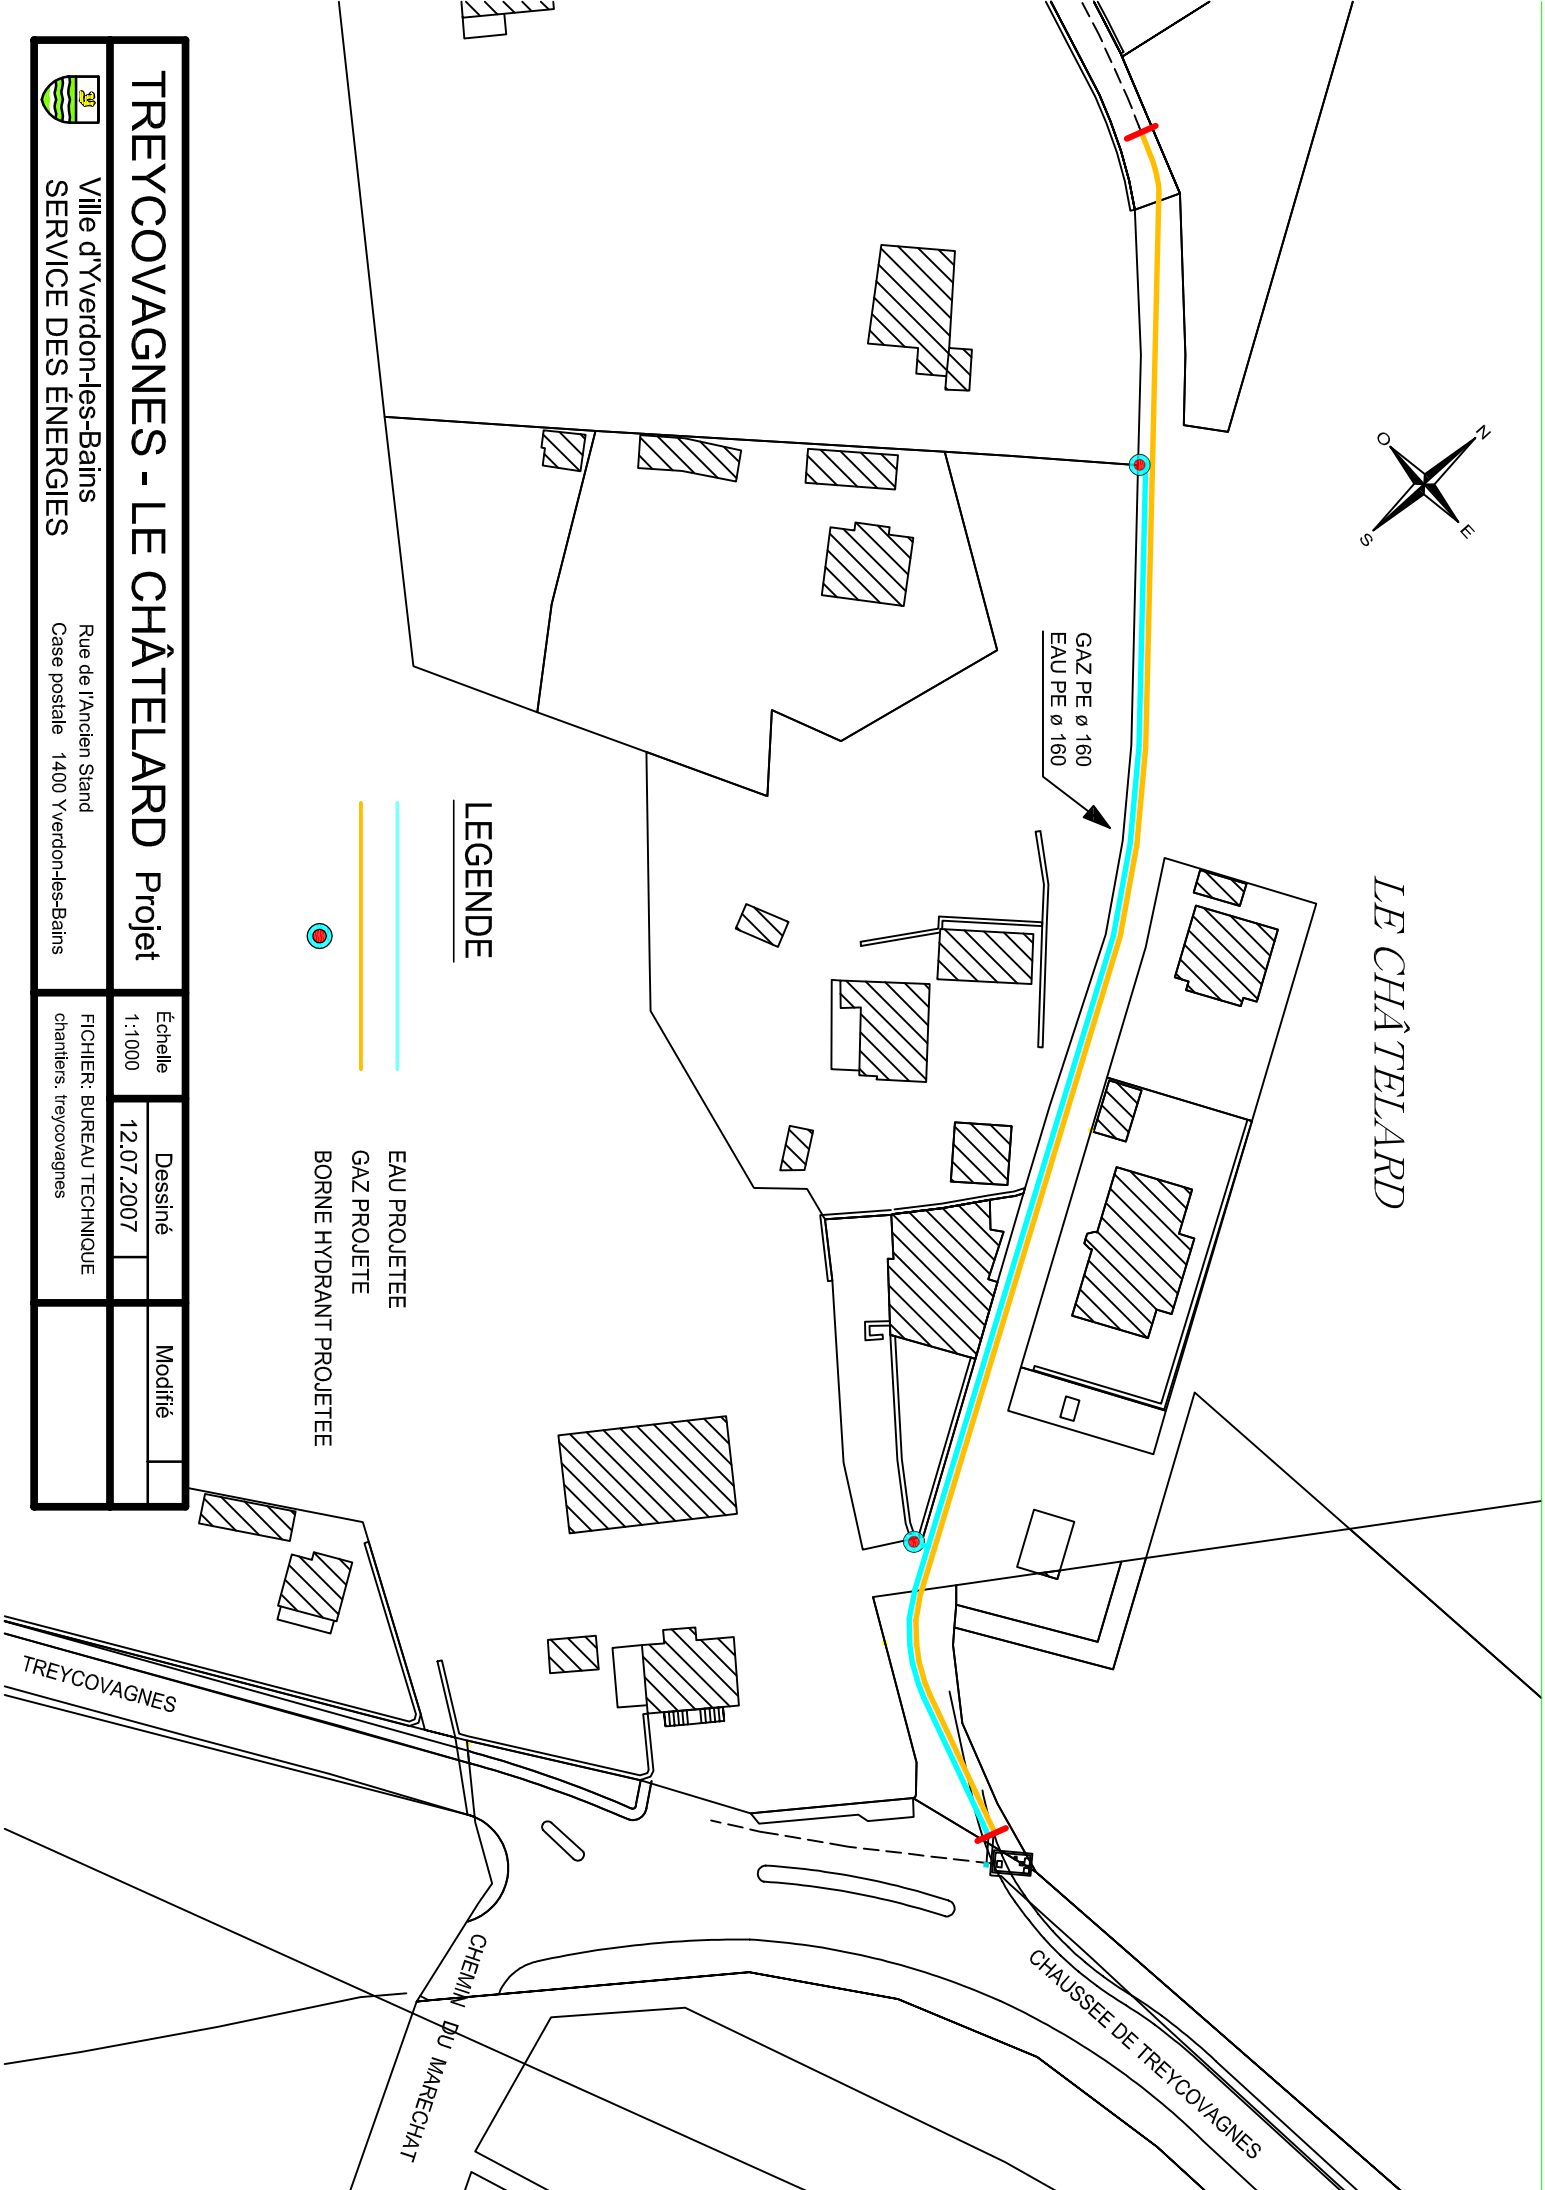 N
O
E
S
LE CHÂTELARD
GAZ PE ø 160
EAU PE ø 160
LEGENDE
EAU PROJETEE
GAZ PROJETE
BORNE HYDRANT PROJETEE
TREYCOVAGNES
CHEMIN DU MARECHAT
CHAUSSEE DE TREYCOVAGNES
TREYCOVAGNES - LE CHÂTELARD Projet
Ville d'Yverdon-les-Bains
SERVICE DES ÉNERGIES
Rue de l'Ancien Stand
Case postale 1400 Yverdon-les-Bains
Échelle
1:1000
Dessiné
12.07.2007
Modifié
FICHIER: BUREAU TECHNIQUE
chantiers. treycovagnes